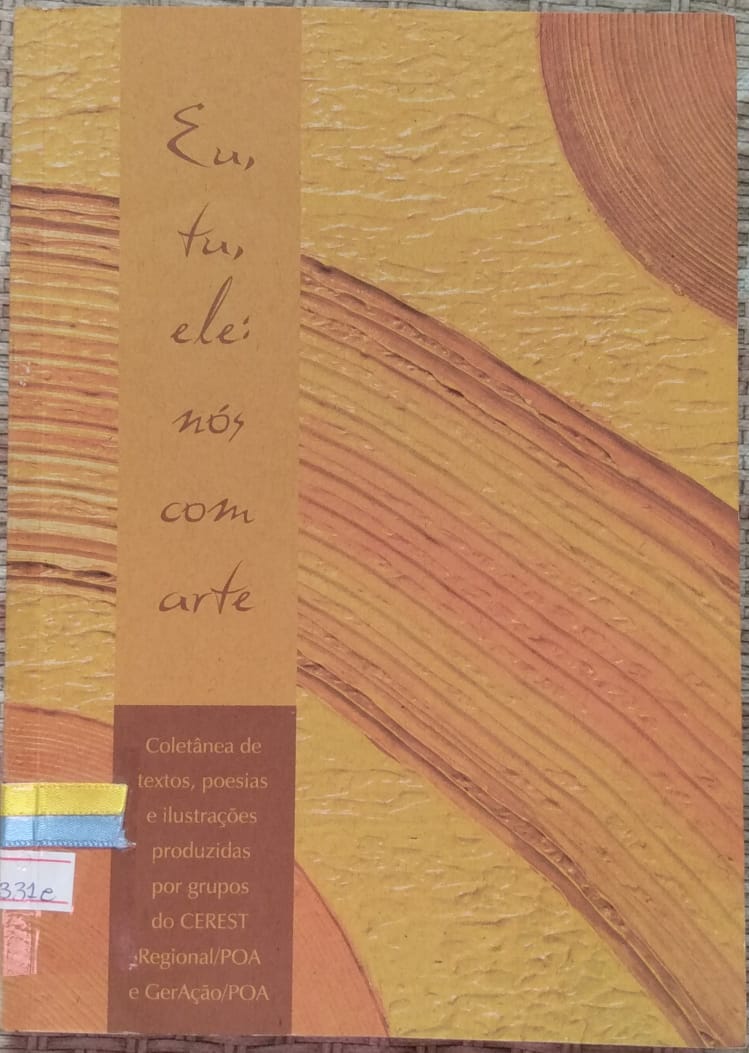 Eu,
tu,
ele:
nós
com
arte
Coletânea de
textos, poesias
e ilustrações
produzidas
por grupos
do CEREST
Regional/POA
e GerAção/POA
331e